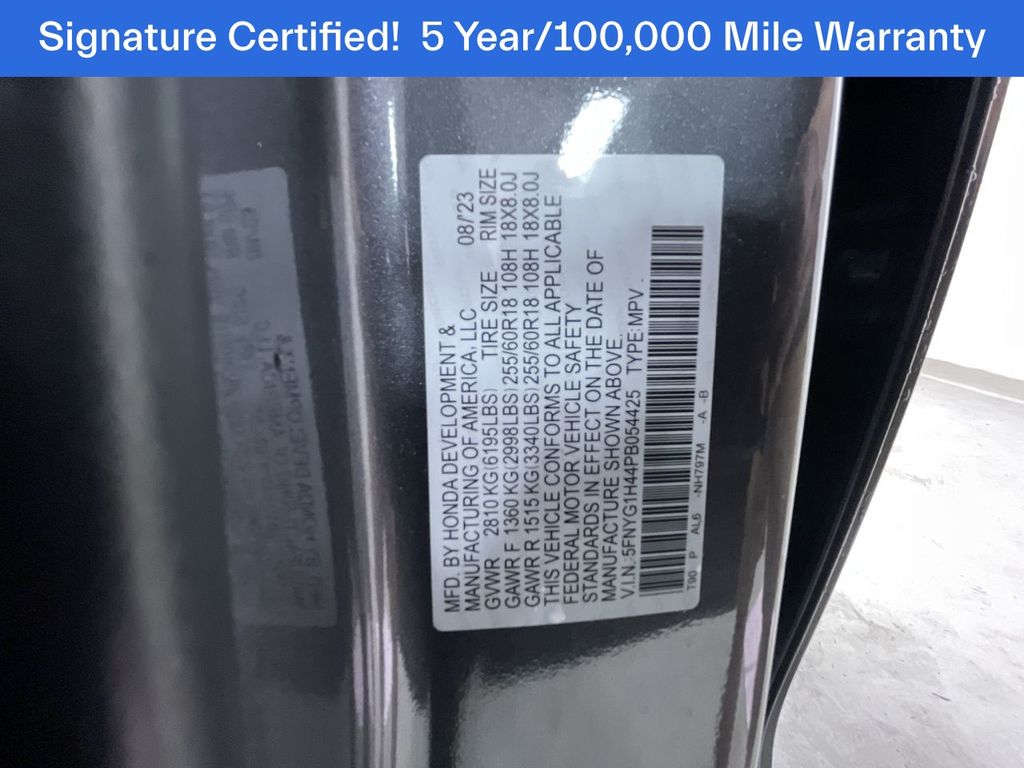 Signature Certified! 5 Year/100,000 Mile Warranty
MFD. BY HONDA DEVELOPMENT &
MANUFACTURING OF AMERICA, LLC 08/'23
GVWR 2810 KG(6195LBS) TIRE SIZE RIM SIZE
GAWR F 1360 KG(2998LBS) 255/60R18 108H 18X8.0J
GAWR R 1515 KG(3340LBS) 255/60R18 108H 18X8.0J
THIS VEHICLE CONFORMS TO ALL APPLICABLE
FEDERAL MOTOR VEHICLE SAFETY
STANDARDS IN EFFECT ON THE DATE OF
MANUFACTURE SHOWN ABOVE.
V.I.N.:5FNYG1H44PB054425 TYPE:MPV.
T90 P AL6 -NH797M -A -B